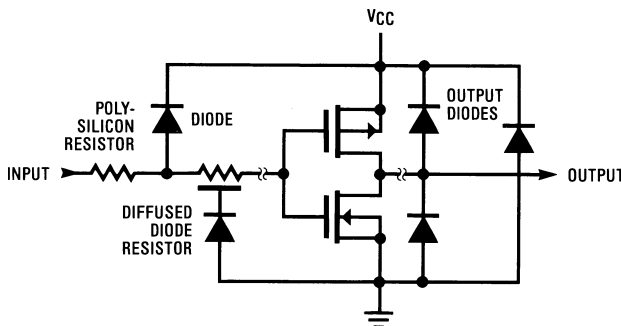 VCC
POLY-
SILICON
RESISTOR
DIODE
OUTPUT
DIODES
INPUT
OUTPUT
DIFFUSED
DIODE
RESISTOR